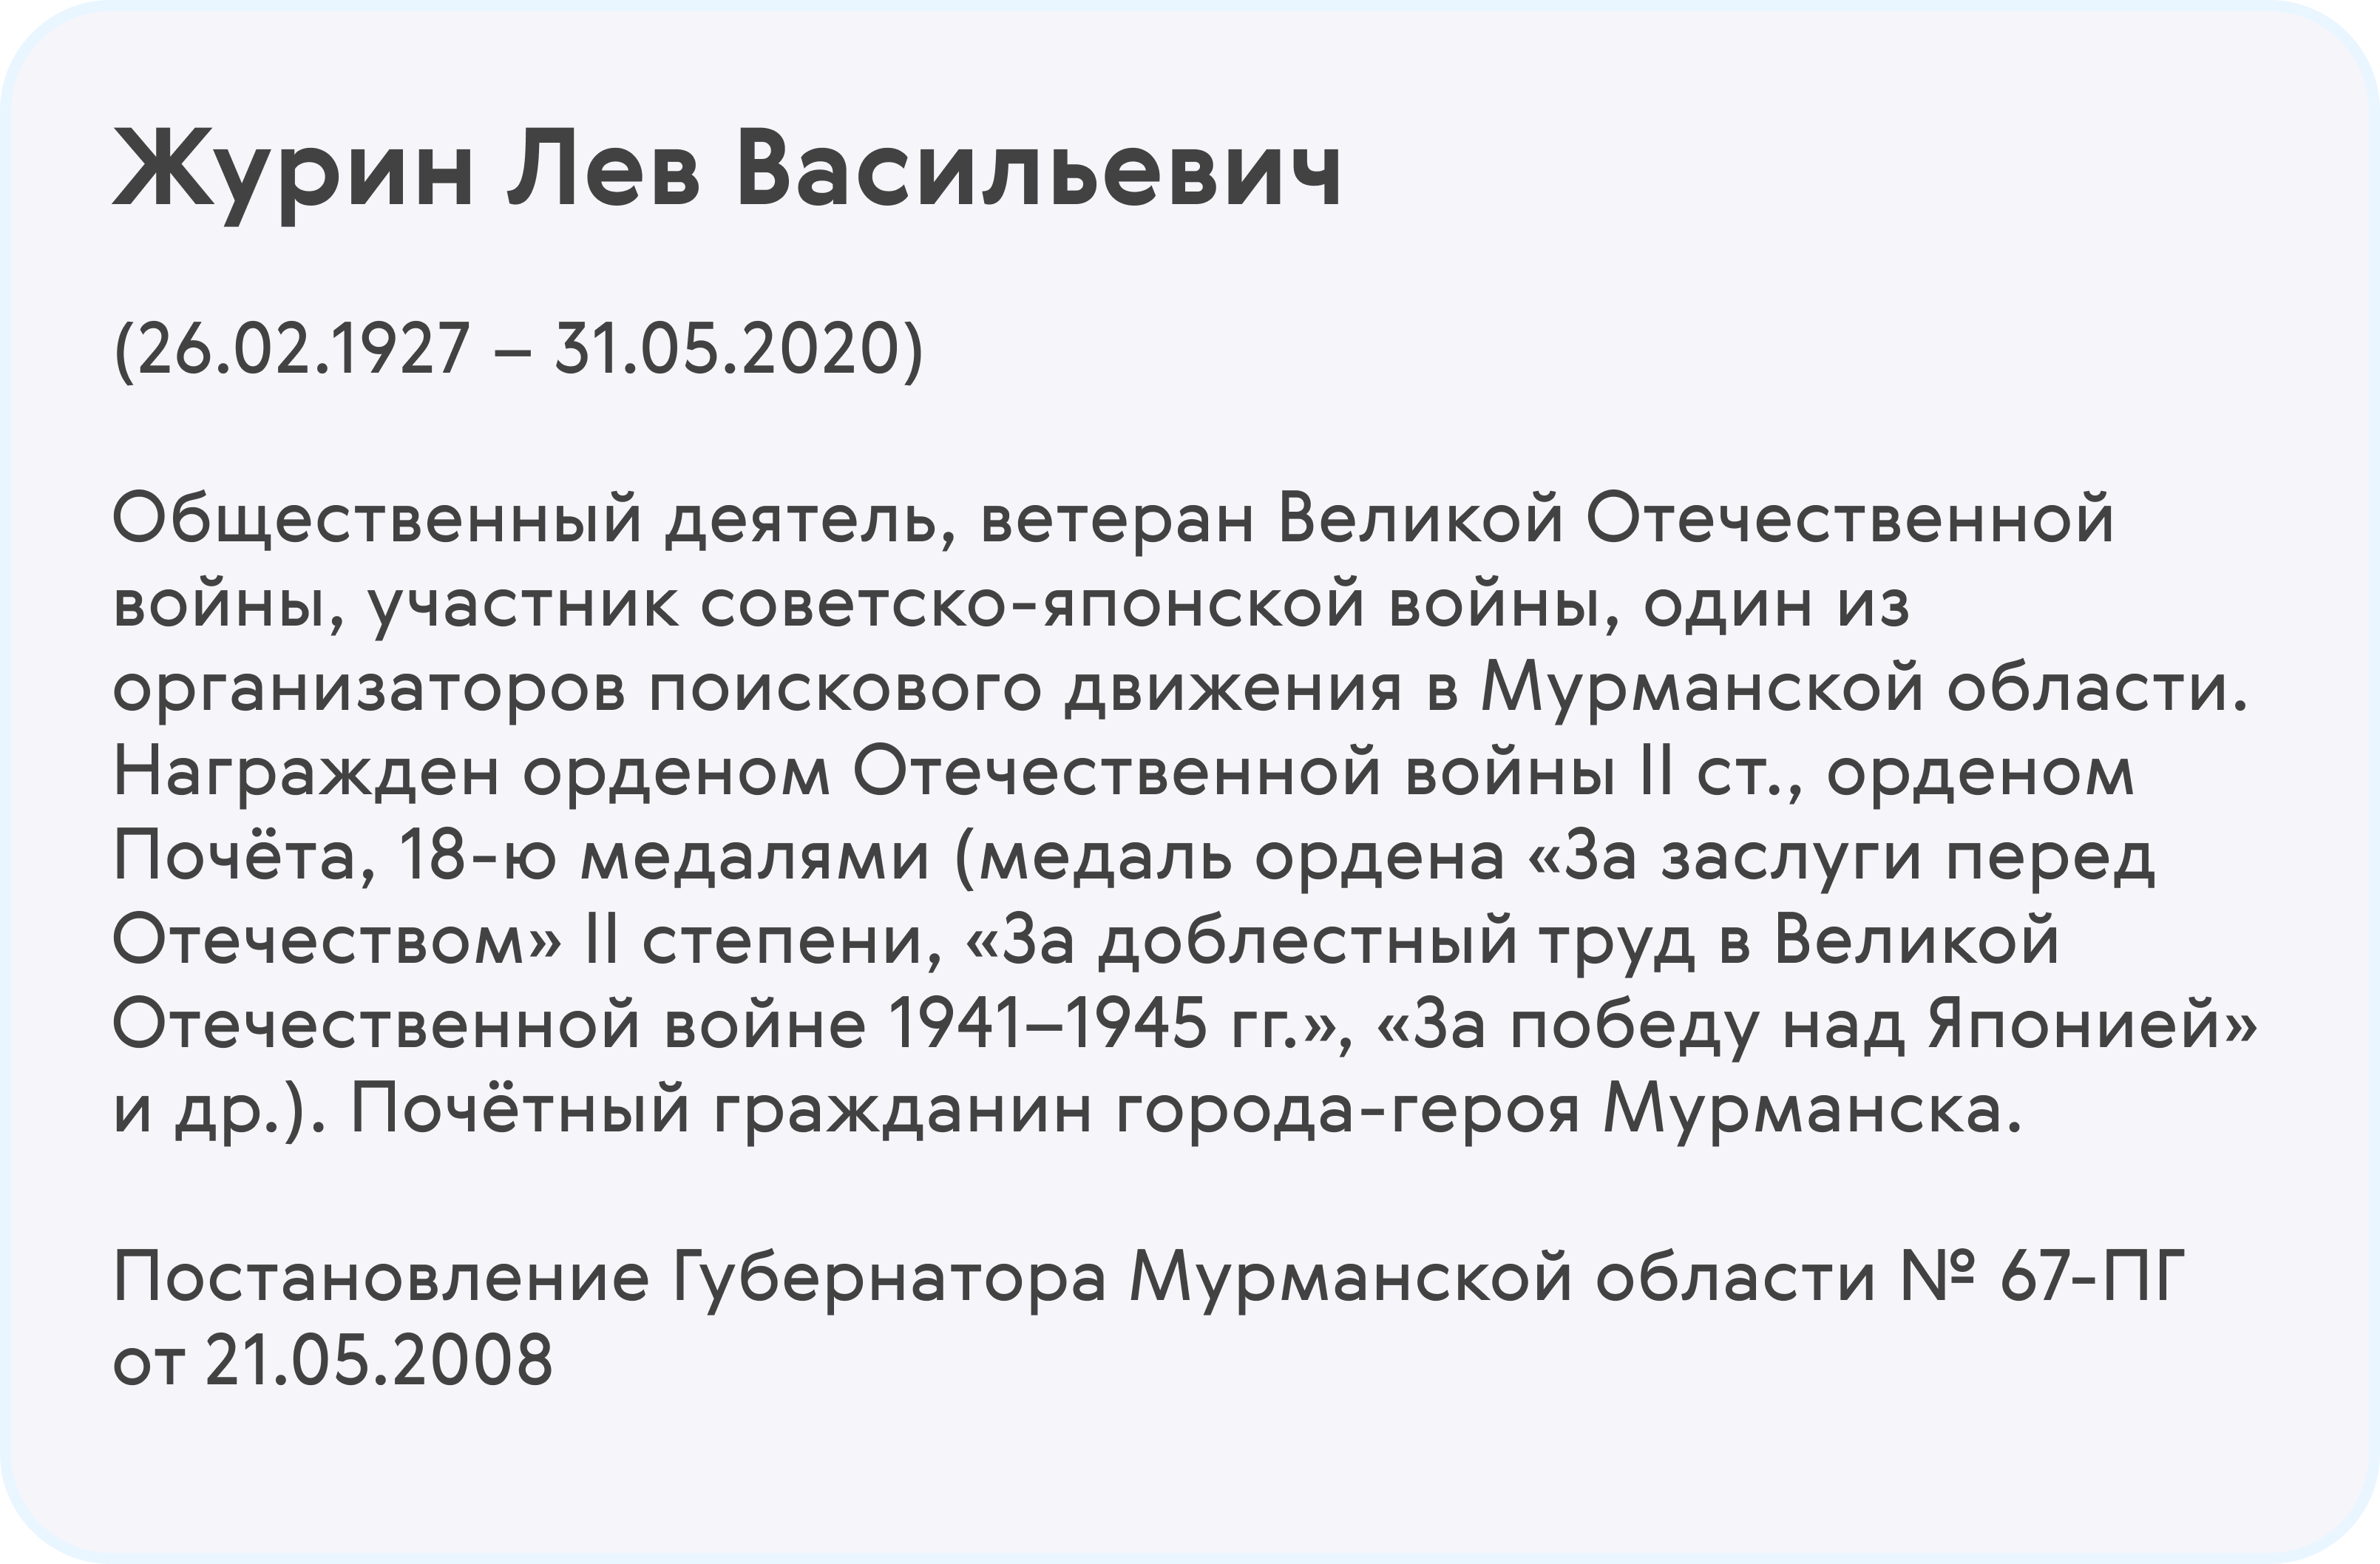 Журин Лев Васильевич
(26.02.1927 – 31.05.2020)
Общественный деятель, ветеран Великой Отечественной
войны, участник советско-японской войны, один из
организаторов поискового движения в Мурманской области.
Награжден орденом Отечественной войны II ст., орденом
Почёта, 18-ю медалями (медаль ордена «За заслуги перед
Отечеством» II степени, «За доблестный труд в Великой
Отечественной войне 1941–1945 гг.», «За победу над Японией»
и др.). Почётный гражданин города-героя Мурманска.
Постановление Губернатора Мурманской области № 67-ПГ
от 21.05.2008